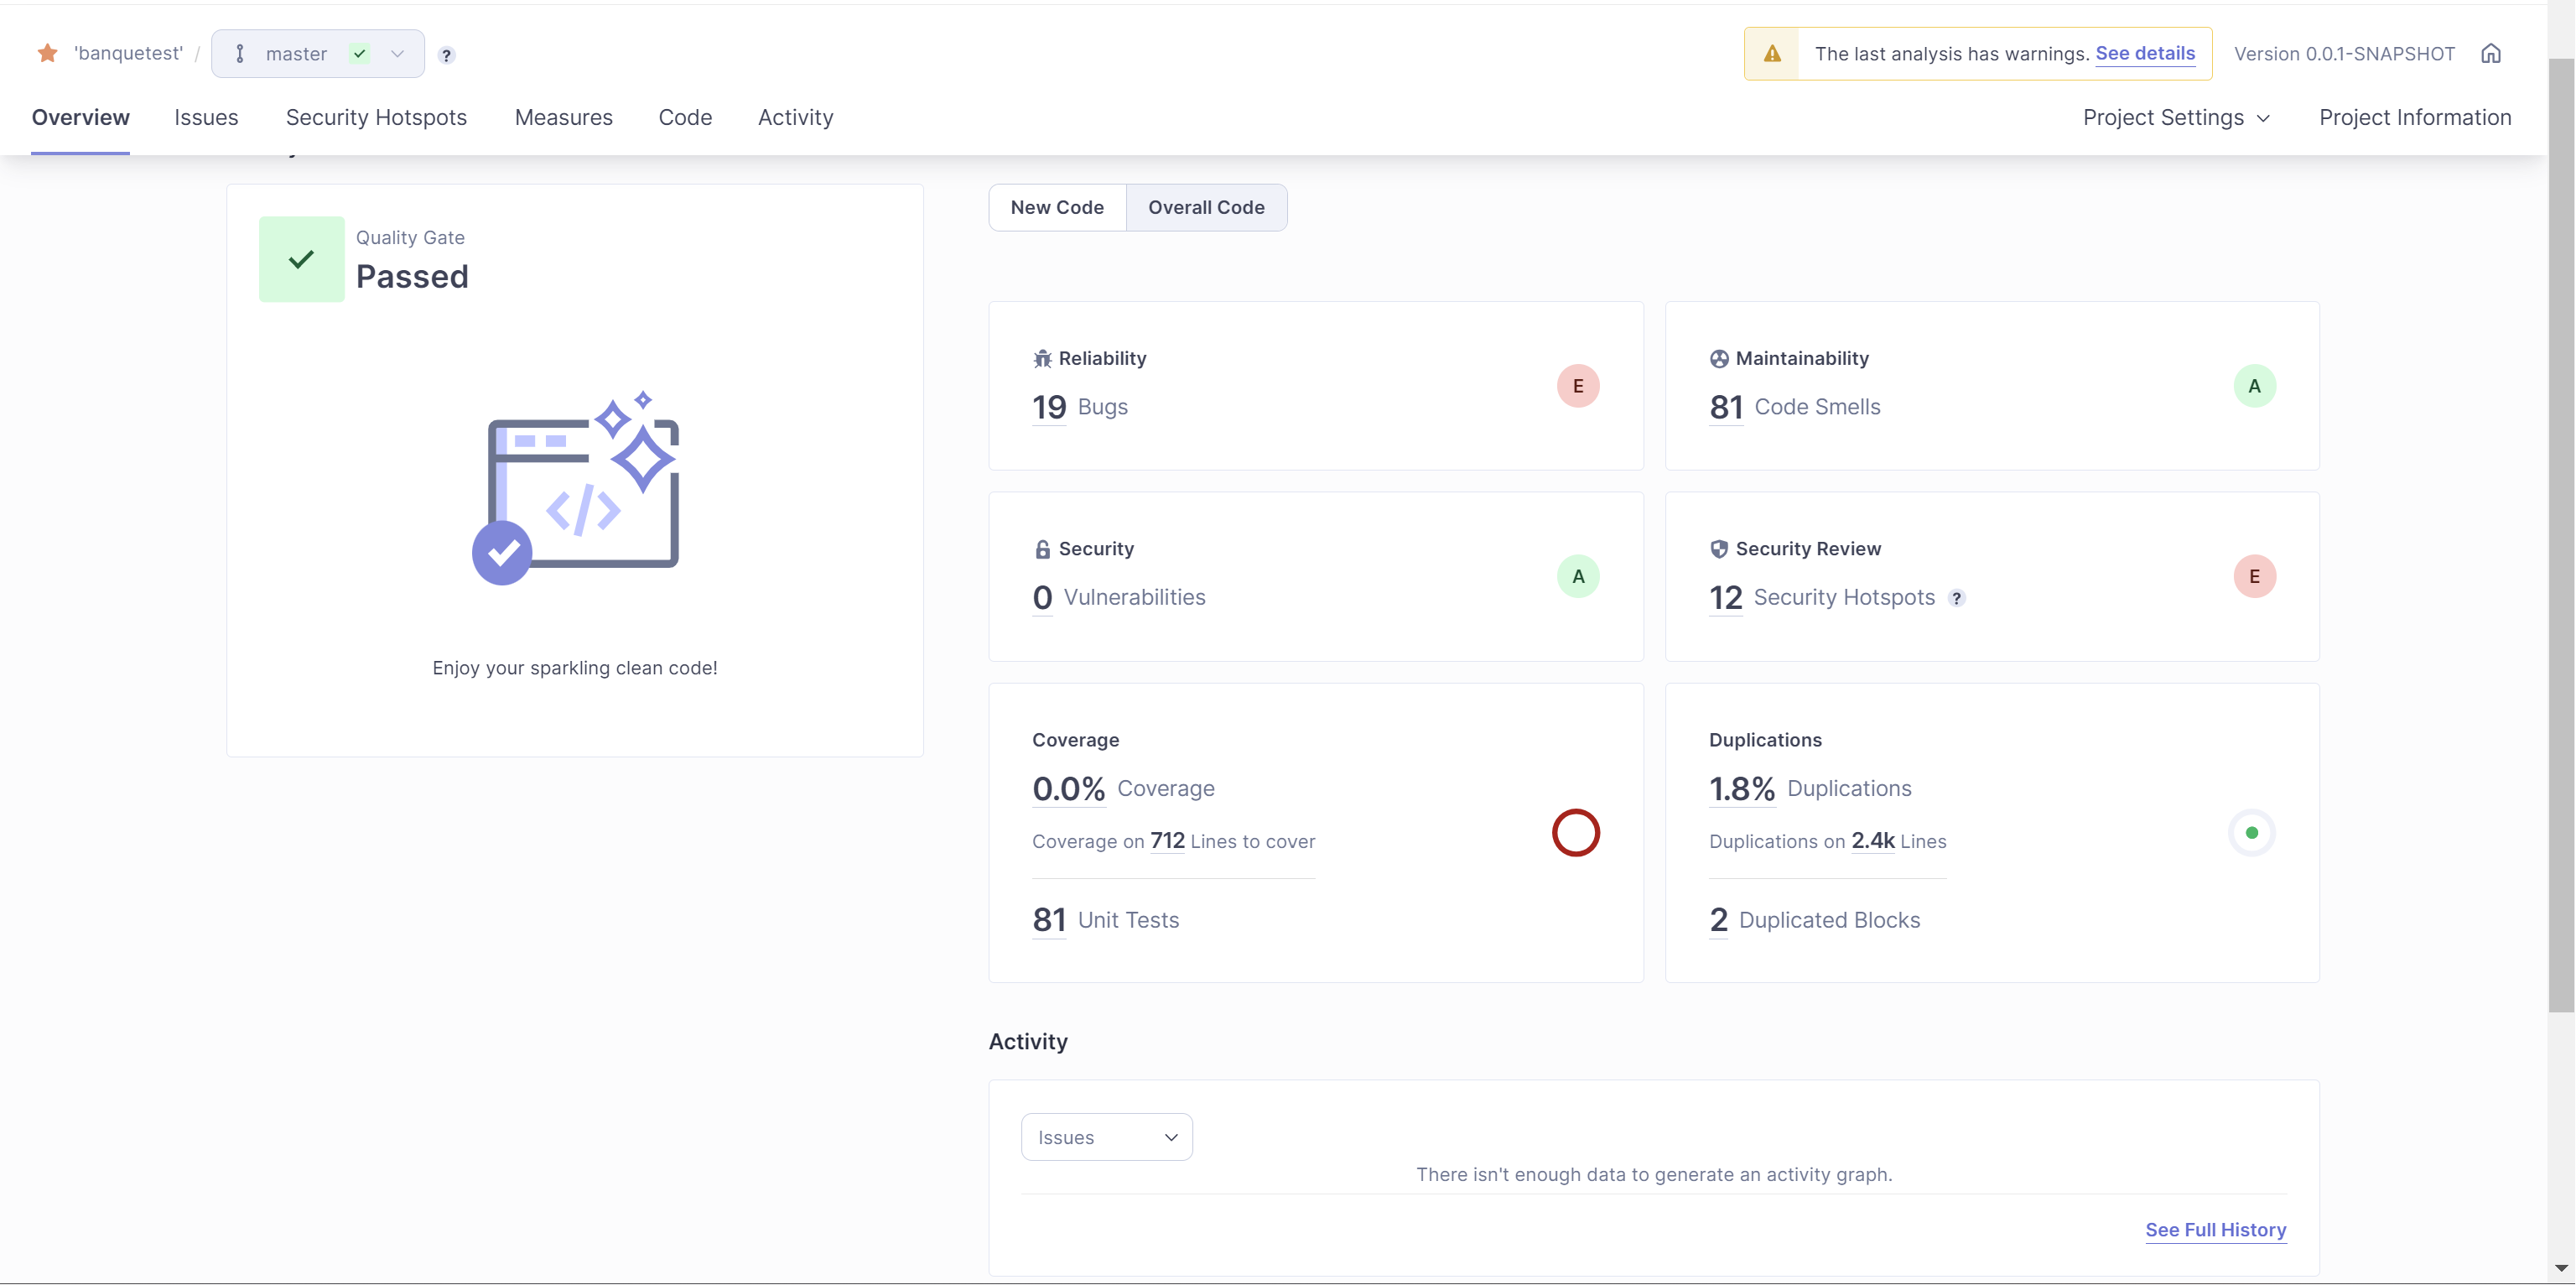 'banquetest' / master ?
The last analysis has warnings. See details Version 0.0.1-SNAPSHOT
Overview Issues Security Hotspots Measures Code Activity Project Settings Project Information
Quality Gate
Passed
</>
Enjoy your sparkling clean code!
New Code Overall Code
Reliability
19 Bugs
E
Maintainability
81 Code Smells
A
Security
0 Vulnerabilities
A
Security Review
12 Security Hotspots ?
E
Coverage
0.0% Coverage
Coverage on 712 Lines to cover
81 Unit Tests
Duplications
1.8% Duplications
Duplications on 2.4k Lines
2 Duplicated Blocks
Activity
Issues
There isn't enough data to generate an activity graph.
See Full History